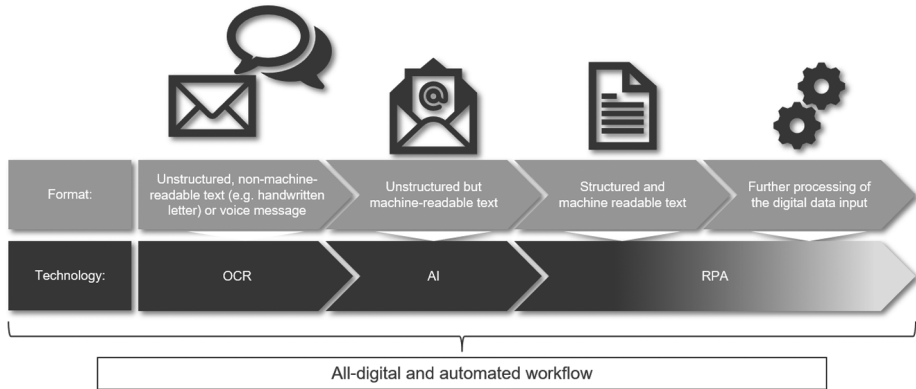 @
Format:
Unstructured, non-machine-
readable text (e.g. handwritten
letter) or voice message
Unstructured but
machine-readable text
Structured and
machine readable text
Further processing of
the digital data input
Technology:
OCR
AI
RPA
All-digital and automated workflow